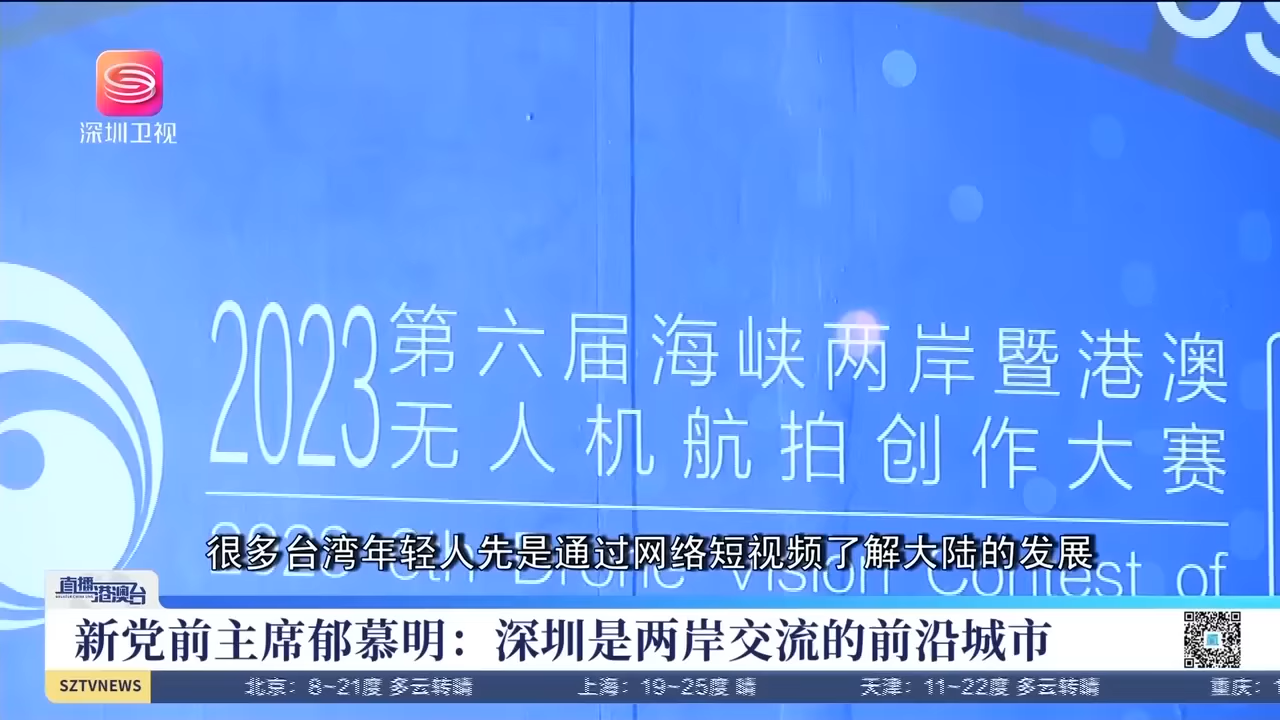 深圳卫视
2023
第六届海峡两岸暨港澳
无人机航拍创作大赛
很多台湾年轻人先是通过网络短视频了解大陆的发展
Drone Vision Contest of
直播港澳台
新党前主席郁慕明：深圳是两岸交流的前沿城市
SZTVNEWS
北京：8~21度 多云转晴
上海：19~25度 晴
天津：11~22度 多云转晴
重庆：